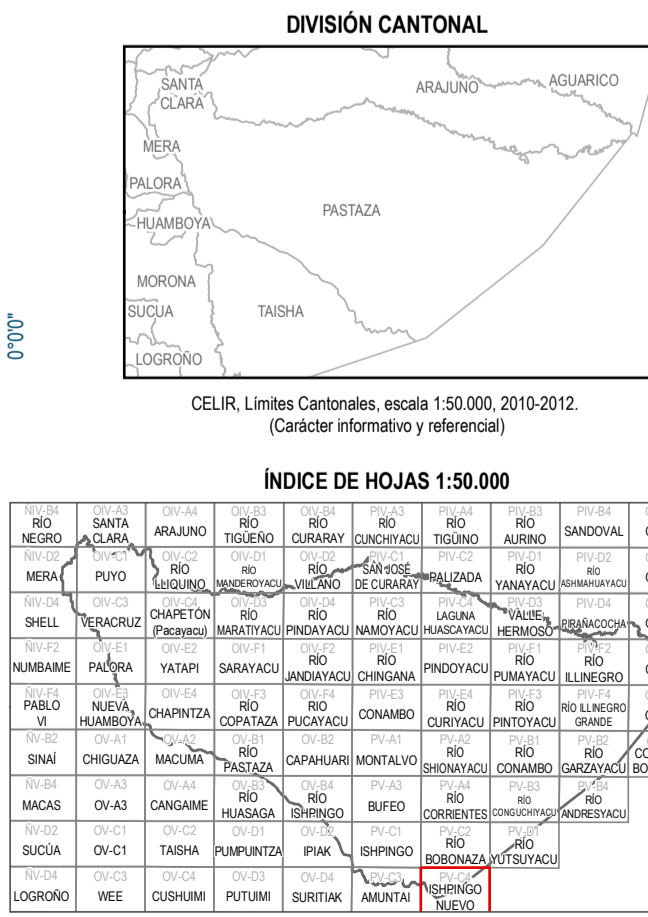 DIVISIÓN CANTONAL
SANTA
CLARA
ARAJUNO
AGUARICO
MERA
PALORA
PASTAZA
HUAMBOYA
MORONA
SUCUA
TAISHA
LOGROÑO
0°0'0"
CELIR, Límites Cantonales, escala 1:50.000, 2010-2012.
(Carácter informativo y referencial)
ÍNDICE DE HOJAS 1:50.000
ÑIV-B4 OIV-A3 OIV-A4 OIV-B3 OIV-B4 PIV-A3 PIV-A4 PIV-B3 PIV-B4
RÍO SANTA ARAJUNO RÍO RÍO RÍO RÍO RÍO SANDOVAL
NEGRO CLARA TIGÜEÑO CURARAY CUNCHIYACU TIGÜINO AURINO
ÑIV-D2 OIV-C1 OIV-C2 OIV-D1 OIV-D2 PIV-C1 PIV-C2 PIV-D1 PIV-D2
MERA PUYO RÍO RÍO RÍO SAN JOSÉ PALIZADA RÍO RÍO
LLIQUINO MANDEROYACU VILLANO DE CURARAY YANAYACU ASHMAHUAYACU
ÑIV-D4 OIV-C3 OIV-C4 OIV-D3 OIV-D4 PIV-C3 PIV-C4 PIV-D3 PIV-D4
SHELL VERACRUZ CHAPETÓN RÍO RÍO RÍO LAGUNA VALLE PIRAÑACOCHA
(Pacayacu) MARATIYACU PINDAYACU NAMOYACU HUASCAYACU HERMOSO
ÑIV-F2 OIV-E1 OIV-E2 OIV-F1 OIV-F2 PIV-E1 PIV-E2 PIV-F1 PIV-F2
NUMBAIME PALORA YATAPI SARAYACU RÍO RÍO PINDOYACU RÍO RÍO
JANDIAYACU CHINGANA PUMAYACU ILLINEGRO
ÑIV-F4 OIV-E3 OIV-E4 OIV-F3 OIV-F4 PIV-E3 PIV-E4 PIV-F3 PIV-F4
PABLO NUEVA CHAPINTZA RÍO RÍO CONAMBO RÍO RÍO RÍO ILLINEGRO
VI HUAMBOYA COPATAZA PUCAYACU CURIYACU PINTOYACU GRANDE
ÑV-B2 OV-A1 OV-A2 OV-B1 OV-B2 PV-A1 PV-A2 PV-B1 PV-B2
SINAÍ CHIGUAZA MACUMA RÍO CAPAHUARI MONTALVO RÍO RÍO RÍO
PASTAZA SHIONAYACU CONAMBO GARZAYACU
ÑV-B4 OV-A3 OV-A4 OV-B3 OV-B4 PV-A3 PV-A4 PV-B3 PV-B4
MACAS OV-A3 CANGAIME RÍO RÍO BUFEO RÍO RÍO RÍO
HUASAGA ISHPINGO CORRIENTES CONGUCHIYACU ANDRESYACU
ÑV-D2 OV-C1 OV-C2 OV-D1 OV-D2 PV-C1 PV-C2 PV-D1
SUCÚA OV-C1 TAISHA PUMPUINTZA IPIAK ISHPINGO RÍO RÍO
BOBONAZA YUTSUYACU
ÑV-D4 OV-C3 OV-C4 OV-D3 OV-D4 PV-C3 PV-C4
LOGROÑO WEE CUSHUIMI PUTUIMI SURITIAK AMUNTAI ISHPINGO
NUEVO